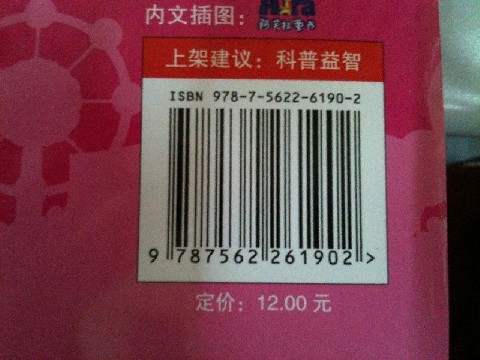 内文插图：
上架建议：科普益智
ISBN 978-7-5622-6190-2
9 787562 261902 >
定价：12.00 元